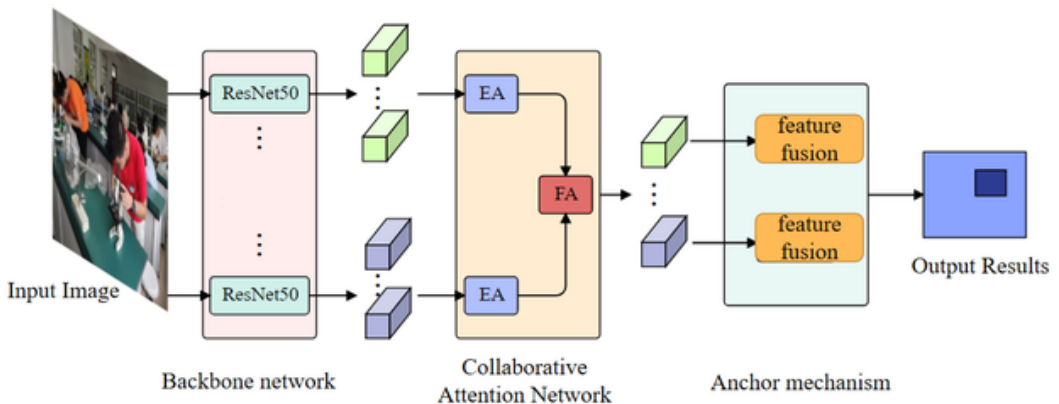 ResNet50
EA
feature
fusion
FA
feature
fusion
Input Image
ResNet50
EA
Output Results
Backbone network
Collaborative
Attention Network
Anchor mechanism